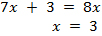 7x + 3 = 8x
x = 3